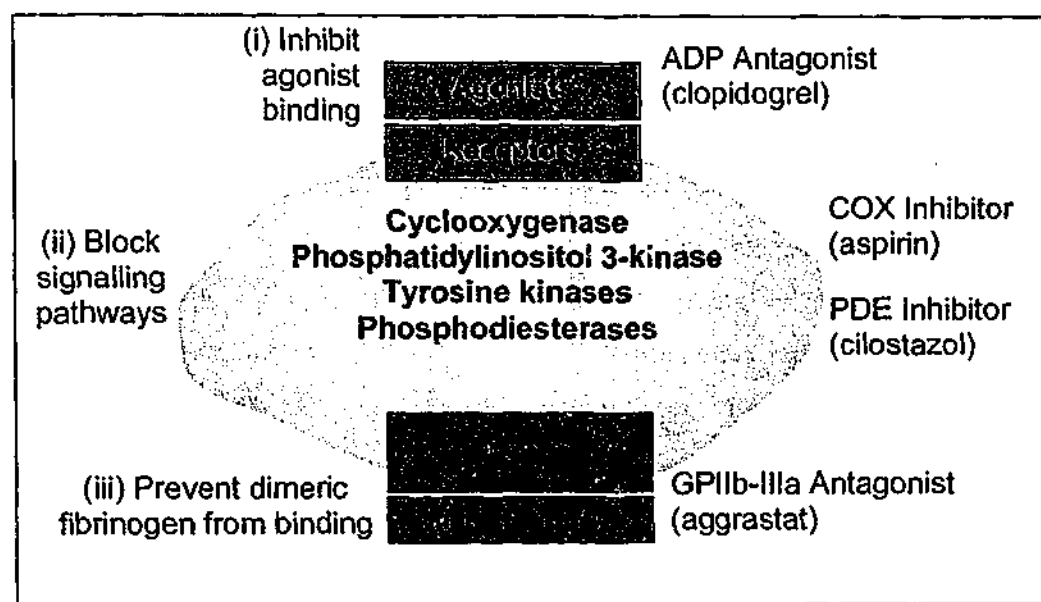 (i) Inhibit
agonist
binding
Agonists
Receptors
ADP Antagonist
(clopidogrel)
(ii) Block
signalling
pathways
Cyclooxygenase
Phosphatidylinositol 3-kinase
Tyrosine kinases
Phosphodiesterases
COX Inhibitor
(aspirin)
PDE Inhibitor
(cilostazol)
(iii) Prevent dimeric
fibrinogen from binding
GPIIb-IIIa Antagonist
(aggrastat)